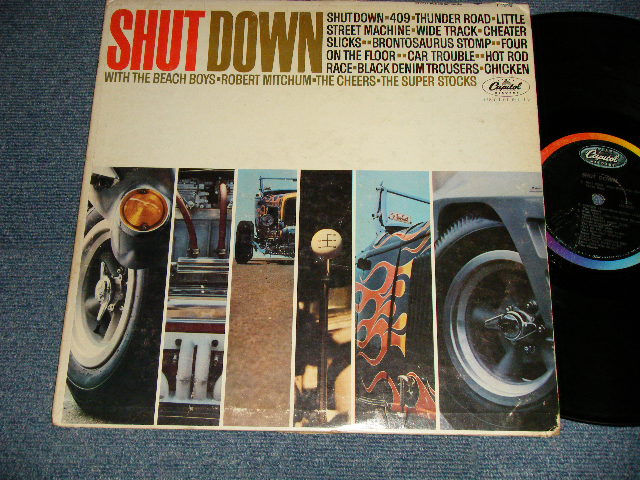 SHUT DOWN
SHUT DOWN•409•THUNDER ROAD•LITTLE
STREET MACHINE•WIDE TRACK•CHEATER
SLICKS••BRONTOSAURUS STOMP••FOUR
ON THE FLOOR••CAR TROUBLE••HOT ROD
RACE•BLACK DENIM TROUSERS•CHICKEN
WITH THE BEACH BOYS•ROBERT MITCHUM•THE CHEERS•THE SUPER STOCKS
Capitol
Capitol
SHUT DOWN